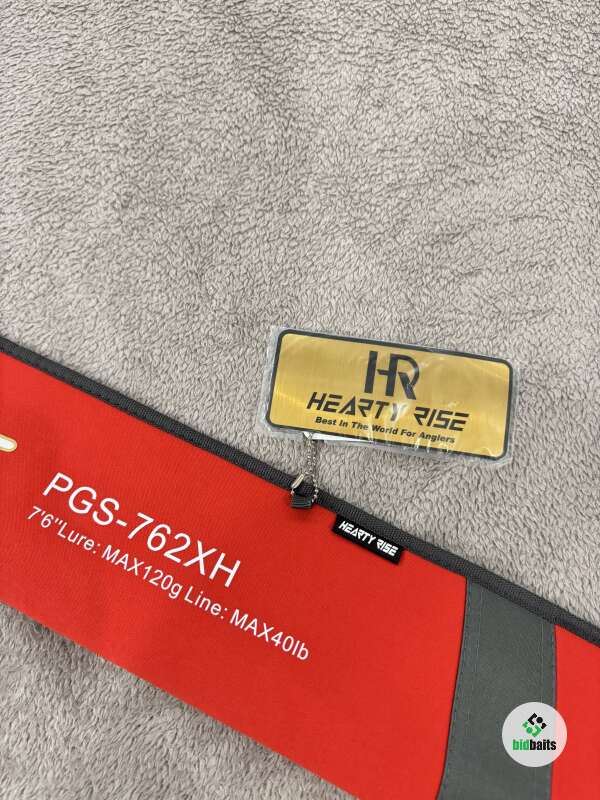 HR
HEARTY RISE
Best In The World For Anglers
HEARTY RISE
PGS-762XH
7'6"Lure: MAX120g Line: MAX40lb
bidbaits